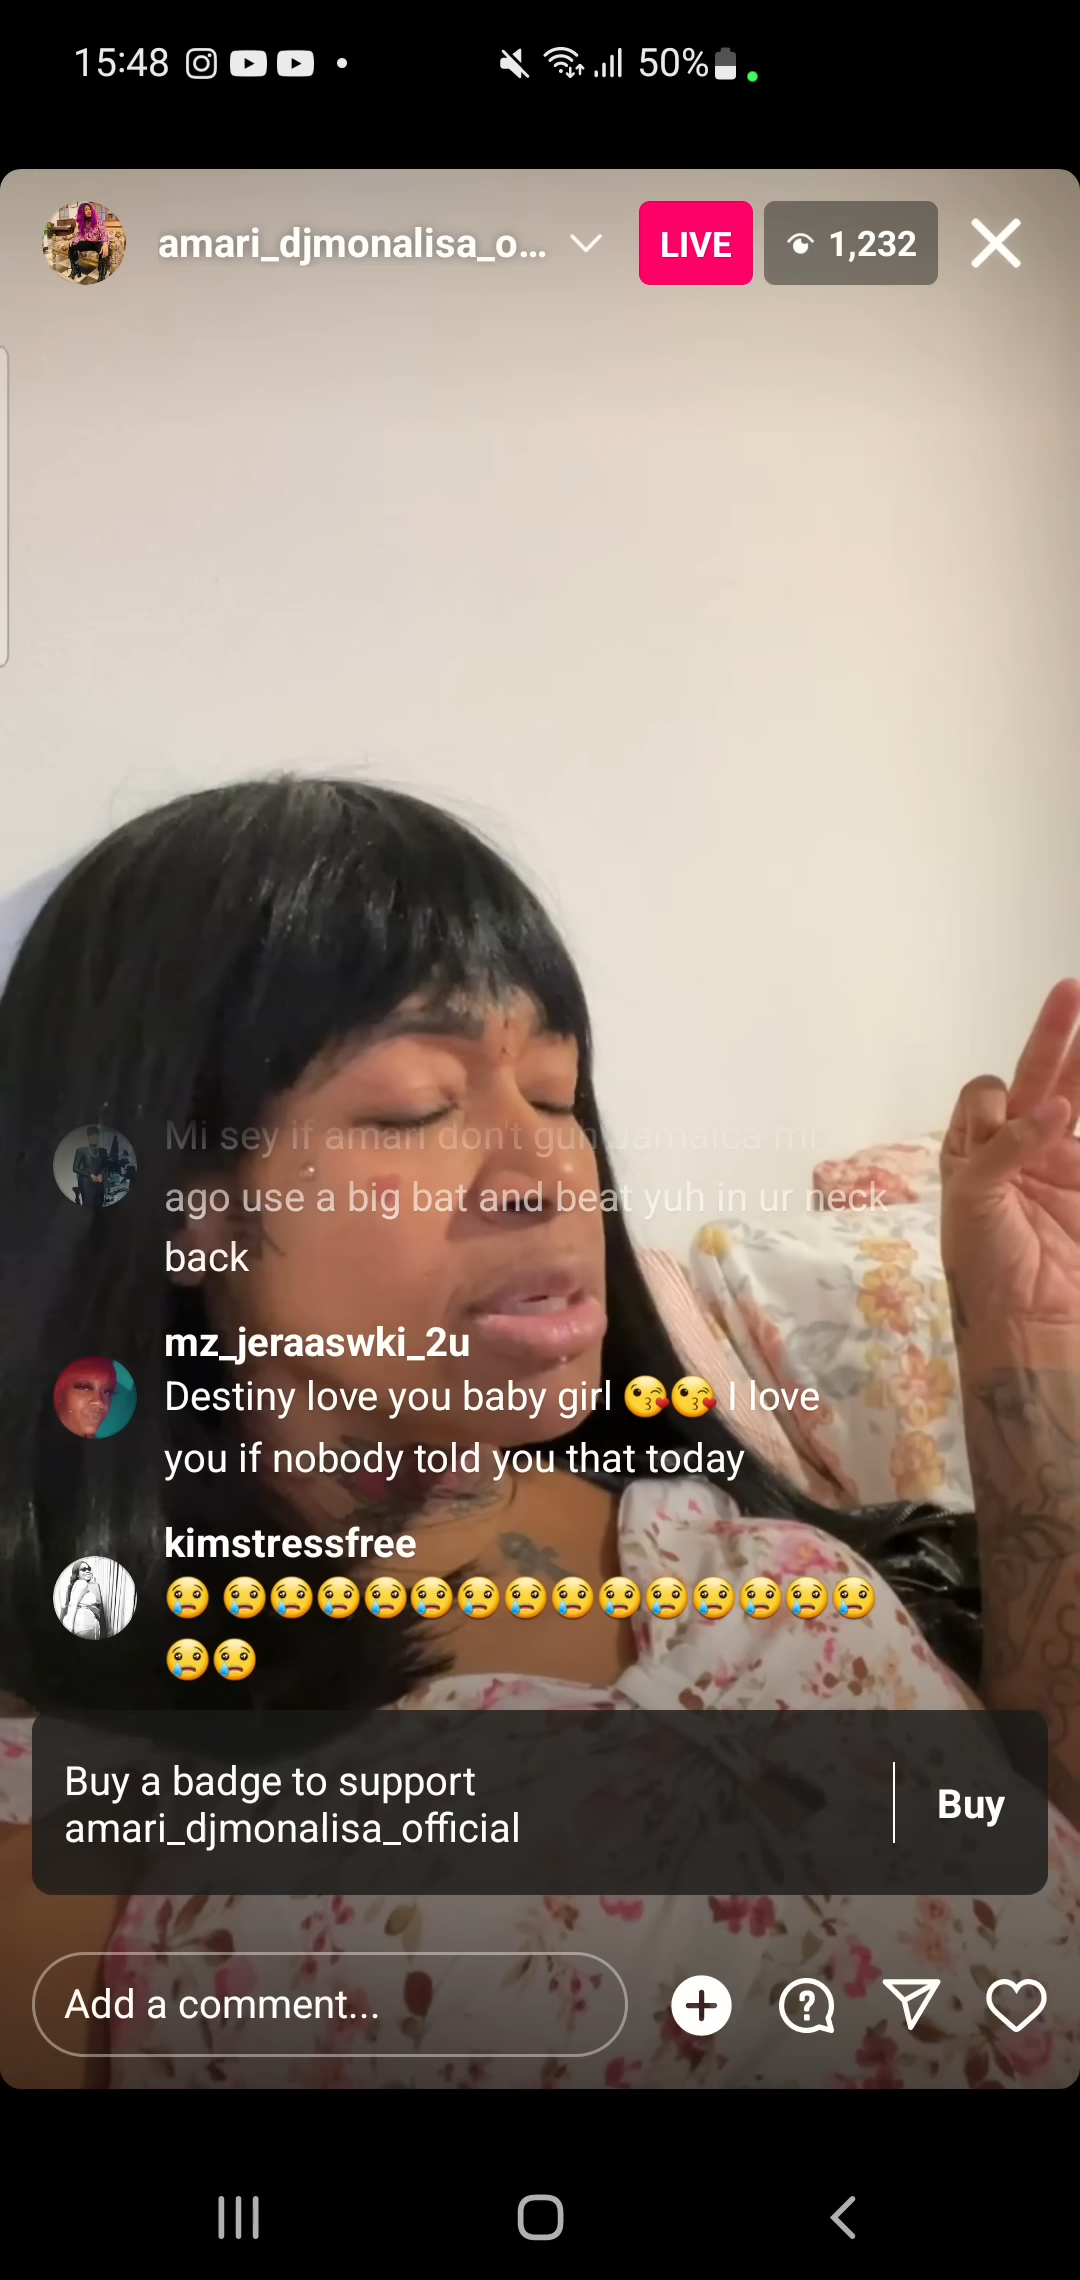 15:48
50%
amari_djmonalisa_o...
LIVE
1,232
Mi sey if amari don't guh Jamaica mi
ago use a big bat and beat yuh in ur neck
back
mz_jeraaswki_2u
Destiny love you baby girl 😘😘 I love
you if nobody told you that today
kimstressfree
😢 😢😢😢😢😢😢😢😢😢😢😢😢😢😢
😢😢
Buy a badge to support
amari_djmonalisa_official
Buy
Add a comment...